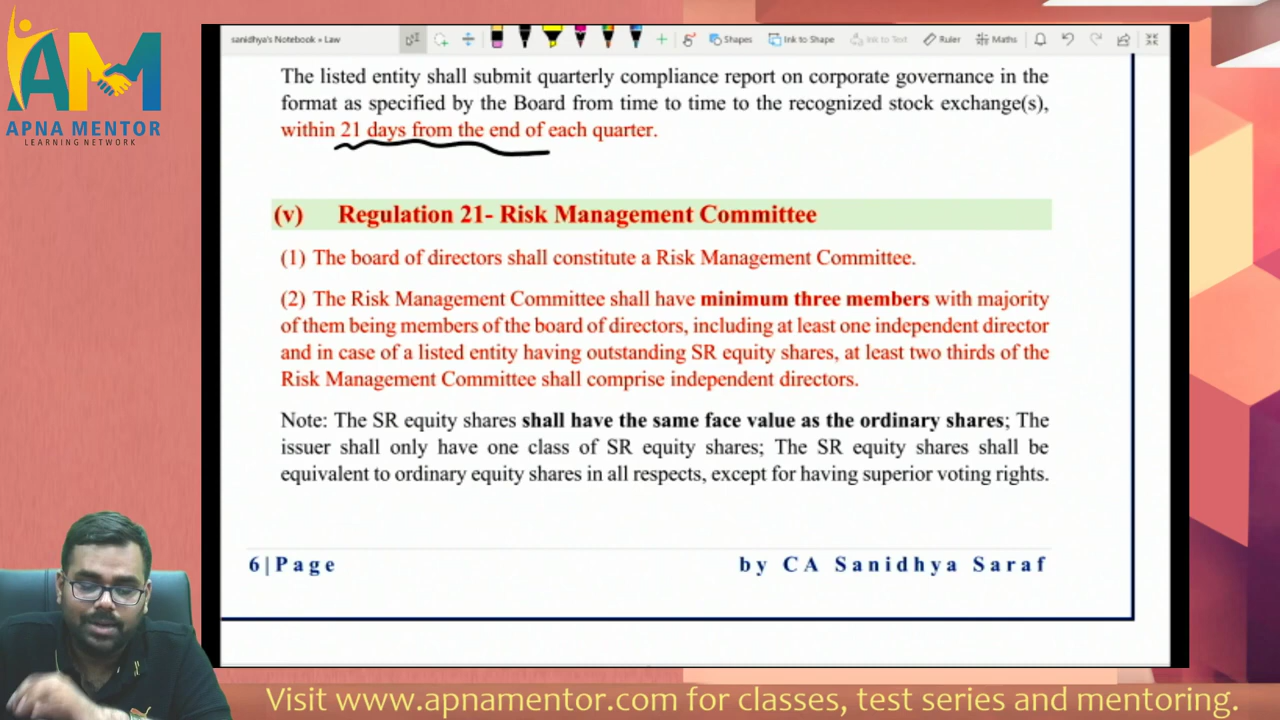 AM
APNA MENTOR
LEARNING NETWORK
sanidhya's Notebook » Law
Shapes
Ink to Shape
Ink to Text
Ruler
Maths
The listed entity shall submit quarterly compliance report on corporate governance in the
format as specified by the Board from time to time to the recognized stock exchange(s),
within 21 days from the end of each quarter.
(v) Regulation 21- Risk Management Committee
(1) The board of directors shall constitute a Risk Management Committee.
(2) The Risk Management Committee shall have minimum three members with majority
of them being members of the board of directors, including at least one independent director
and in case of a listed entity having outstanding SR equity shares, at least two thirds of the
Risk Management Committee shall comprise independent directors.
Note: The SR equity shares shall have the same face value as the ordinary shares; The
issuer shall only have one class of SR equity shares; The SR equity shares shall be
equivalent to ordinary equity shares in all respects, except for having superior voting rights.
6|Page
by CA Sanidhya Saraf
Visit www.apnamentor.com for classes, test series and mentoring.